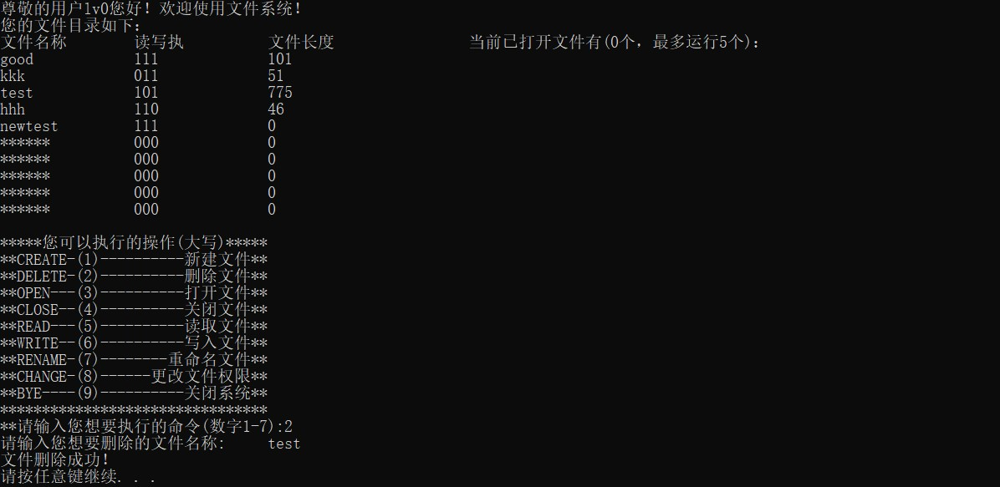 尊敬的用户lv0您好！欢迎使用文件系统！
您的文件目录如下：
文件名称 读写执 文件长度 当前已打开文件有(0个，最多运行5个)：
good 111 101
kkk 011 51
test 101 775
hhh 110 46
newtest 111 0
****** 000 0
****** 000 0
****** 000 0
****** 000 0
****** 000 0
*****您可以执行的操作(大写)*****
**CREATE-(1)----------新建文件**
**DELETE-(2)----------删除文件**
**OPEN---(3)----------打开文件**
**CLOSE--(4)----------关闭文件**
**READ---(5)----------读取文件**
**WRITE--(6)----------写入文件**
**RENAME-(7)--------重命名文件**
**CHANGE-(8)------更改文件权限**
**BYE----(9)----------关闭系统**
********************************
**请输入您想要执行的命令(数字1-7):2
请输入您想要删除的文件名称: test
文件删除成功！
请按任意键继续. . .